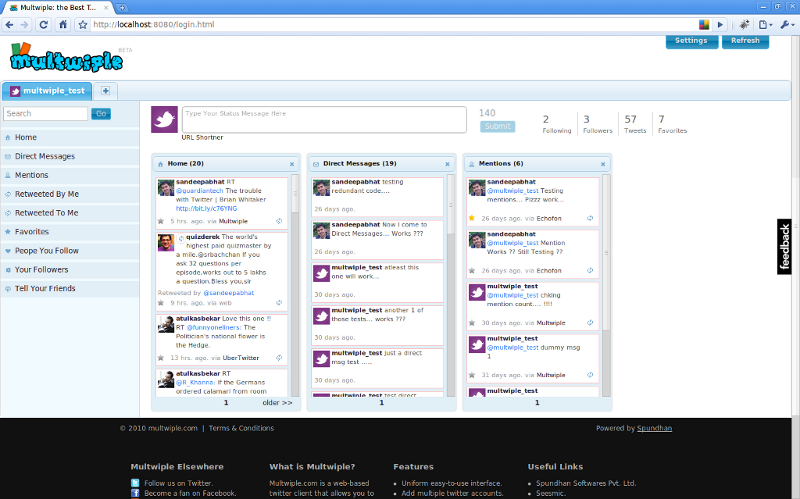 Multwiple: the Best T...
http://localhost:8080/login.html
Settings
Refresh
multwiple
BETA
multwiple_test
Search
Go
Home
Direct Messages
Mentions
Retweeted By Me
Retweeted To Me
Favorites
Peope You Follow
Your Followers
Tell Your Friends
Type Your Status Message Here
URL Shortner
140
Submit
2
Following
3
Followers
57
Tweets
7
Favorites
Home (20)
sandeepabhat RT
@guardiantech The trouble
with Twitter | Brian Whitaker
http://bit.ly/c76YNG
5 hrs. ago. via Multwiple
quizderek The world's
highest paid quizmaster by
a mile.@srbachchan If you
ask 32 questions per
episode,works out to 5 lakhs
a question.Bless you,sir
Retweeted by @sandeepabhat
9 hrs. ago. via web
atulkasbekar Love this one !!
RT @funnyoneliners: The
Politician's national flower is
the Hedge.
13 hrs. ago. via UberTwitter
atulkasbekar RT
@R_Khanna: If the Germans
ordered calamari from room
1
older >>
Direct Messages (19)
sandeepabhat testing
redundant code....
26 days ago.
sandeepabhat Now I come to
Direct Messages... Works ???
26 days ago.
multwiple_test atleast this
one will work...
30 days ago.
multwiple_test another 1 of
those tests... works ???
30 days ago.
multwiple_test just a direct
msg test .....
30 days ago.
multwiple_test test direct
1
Mentions (6)
sandeepabhat
@multwiple_test Testing
mentions... Pizzz work...
26 days ago. via Echofon
sandeepabhat
@multwiple_test Mention
Works ?? Still Testing ??
26 days ago. via Echofon
multwiple_test
@multwiple_test chking
mention count.... !!!!
30 days ago. via Multwiple
multwiple_test
@multwiple_test dummy msg
1
31 days ago. via Multwiple
multwiple_test
1
feedback
© 2010 multwiple.com | Terms & Conditions
Powered by Spundhan
Multwiple Elsewhere
Follow us on Twitter.
Become a fan on Facebook.
What is Multwiple?
Multwiple.com is a web-based
twitter client that allows you to
Features
Uniform easy-to-use interface.
Add multiple twitter accounts.
Useful Links
Spundhan Softwares Pvt. Ltd.
Seesmic.